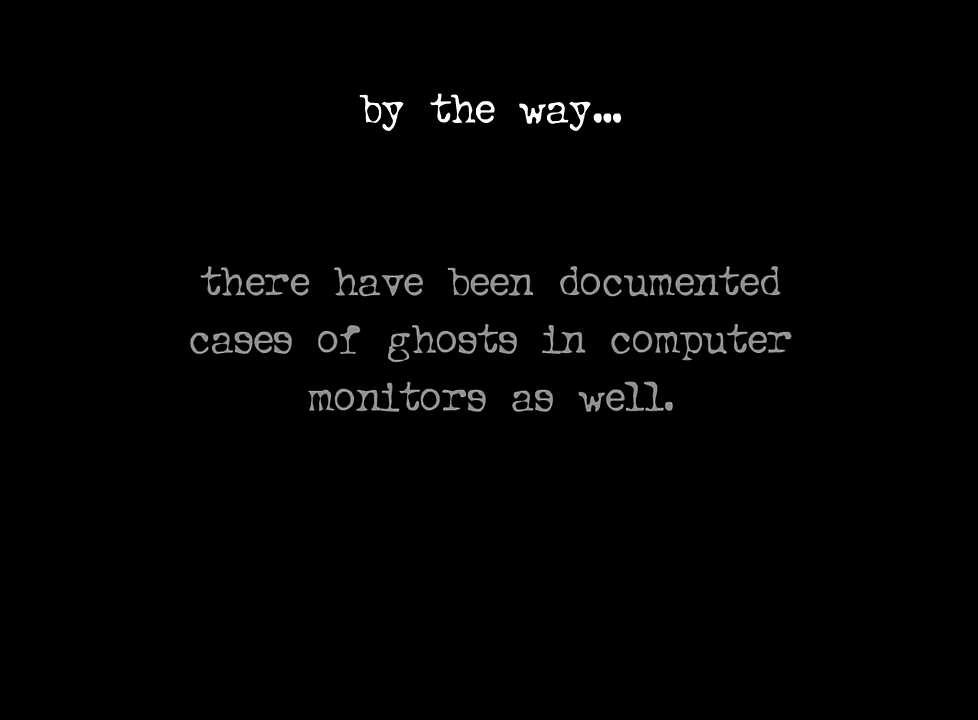 by the way...
there have been documented
cases of ghosts in computer
monitors as well.